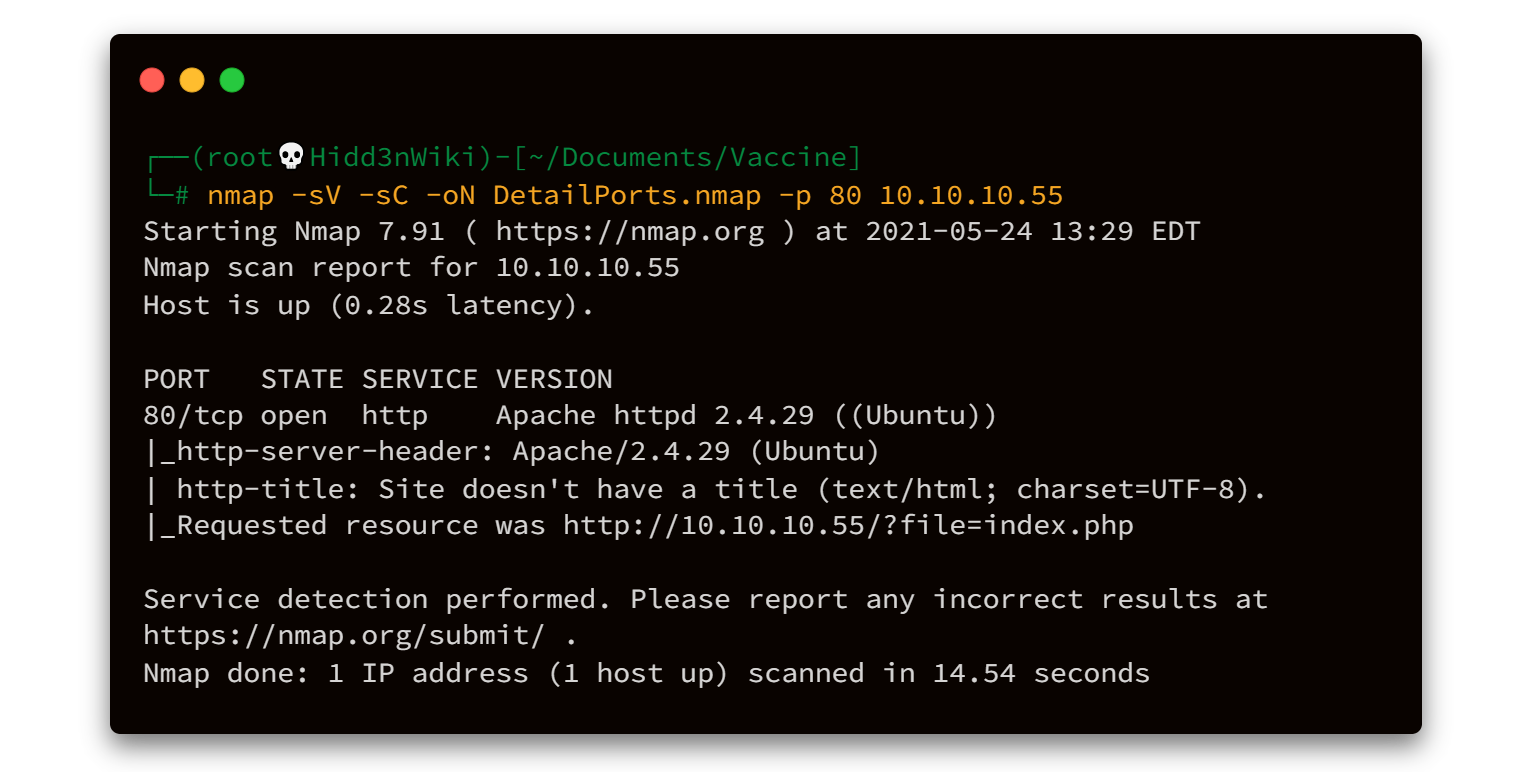 ┌──(root💀Hidd3nWiki)-[~/Documents/Vaccine]
└─# nmap -sV -sC -oN DetailPorts.nmap -p 80 10.10.10.55
Starting Nmap 7.91 ( https://nmap.org ) at 2021-05-24 13:29 EDT
Nmap scan report for 10.10.10.55
Host is up (0.28s latency).
PORT   STATE SERVICE VERSION
80/tcp open  http    Apache httpd 2.4.29 ((Ubuntu))
|_http-server-header: Apache/2.4.29 (Ubuntu)
| http-title: Site doesn't have a title (text/html; charset=UTF-8).
|_Requested resource was http://10.10.10.55/?file=index.php
Service detection performed. Please report any incorrect results at
https://nmap.org/submit/ .
Nmap done: 1 IP address (1 host up) scanned in 14.54 seconds